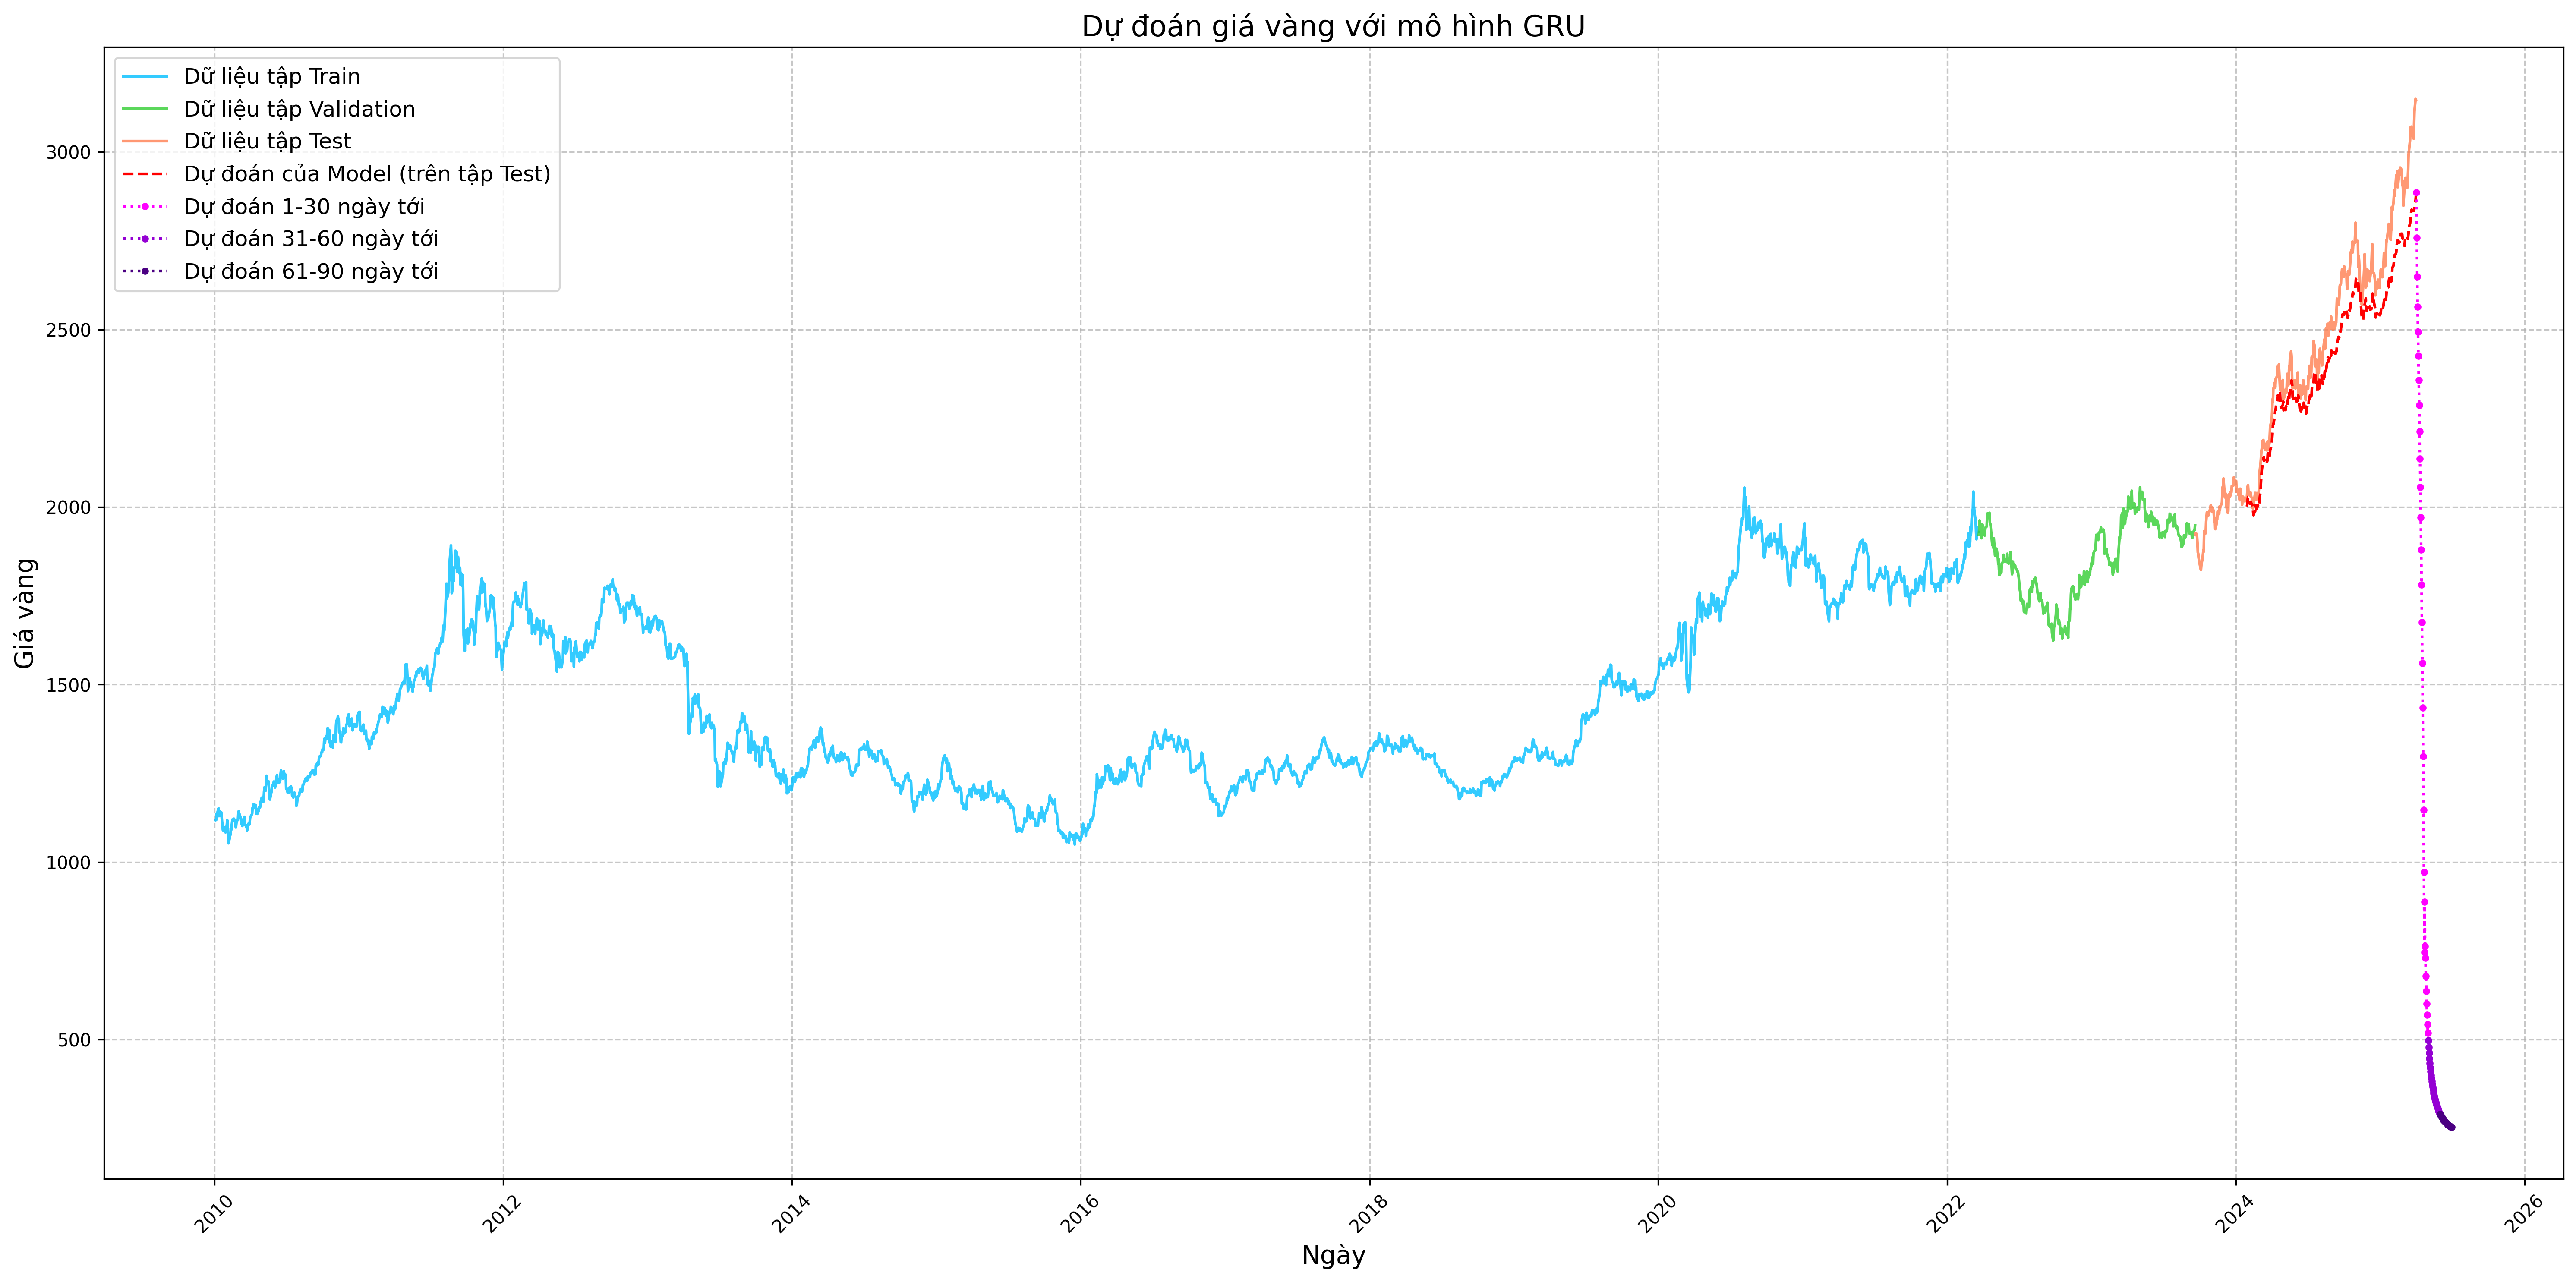 Dự đoán giá vàng với mô hình GRU
Dữ liệu tập Train
Dữ liệu tập Validation
Dữ liệu tập Test
Dự đoán của Model (trên tập Test)
Dự đoán 1-30 ngày tới
Dự đoán 31-60 ngày tới
Dự đoán 61-90 ngày tới
Giá vàng
3000
2500
2000
1500
1000
500
2010
2012
2014
2016
2018
2020
2022
2024
2026
Ngày